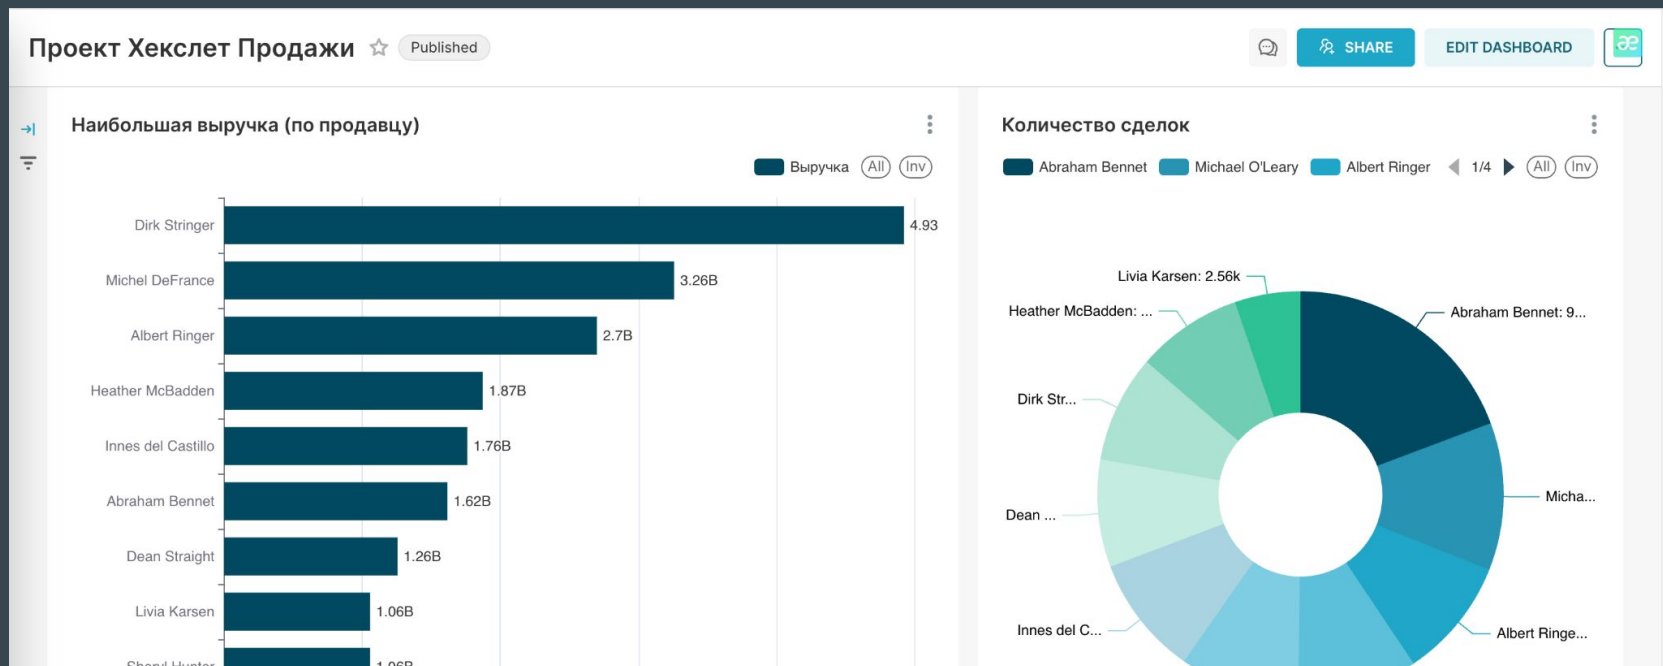 Проект Хекслет Продажи
Published
SHARE
EDIT DASHBOARD
æ
Наибольшая выручка (по продавцу)
Выручка All Inv
Dirk Stringer 4.93
Michel DeFrance 3.26B
Albert Ringer 2.7B
Heather McBadden 1.87B
Innes del Castillo 1.76B
Abraham Bennet 1.62B
Dean Straight 1.26B
Livia Karsen 1.06B
Sheryl Hunter 1.06B
Количество сделок
Abraham Bennet Michael O'Leary Albert Ringer 1/4 All Inv
Livia Karsen: 2.56k
Heather McBadden: ...
Abraham Bennet: 9...
Dirk Str...
Micha...
Dean ...
Innes del C...
Albert Ringe...